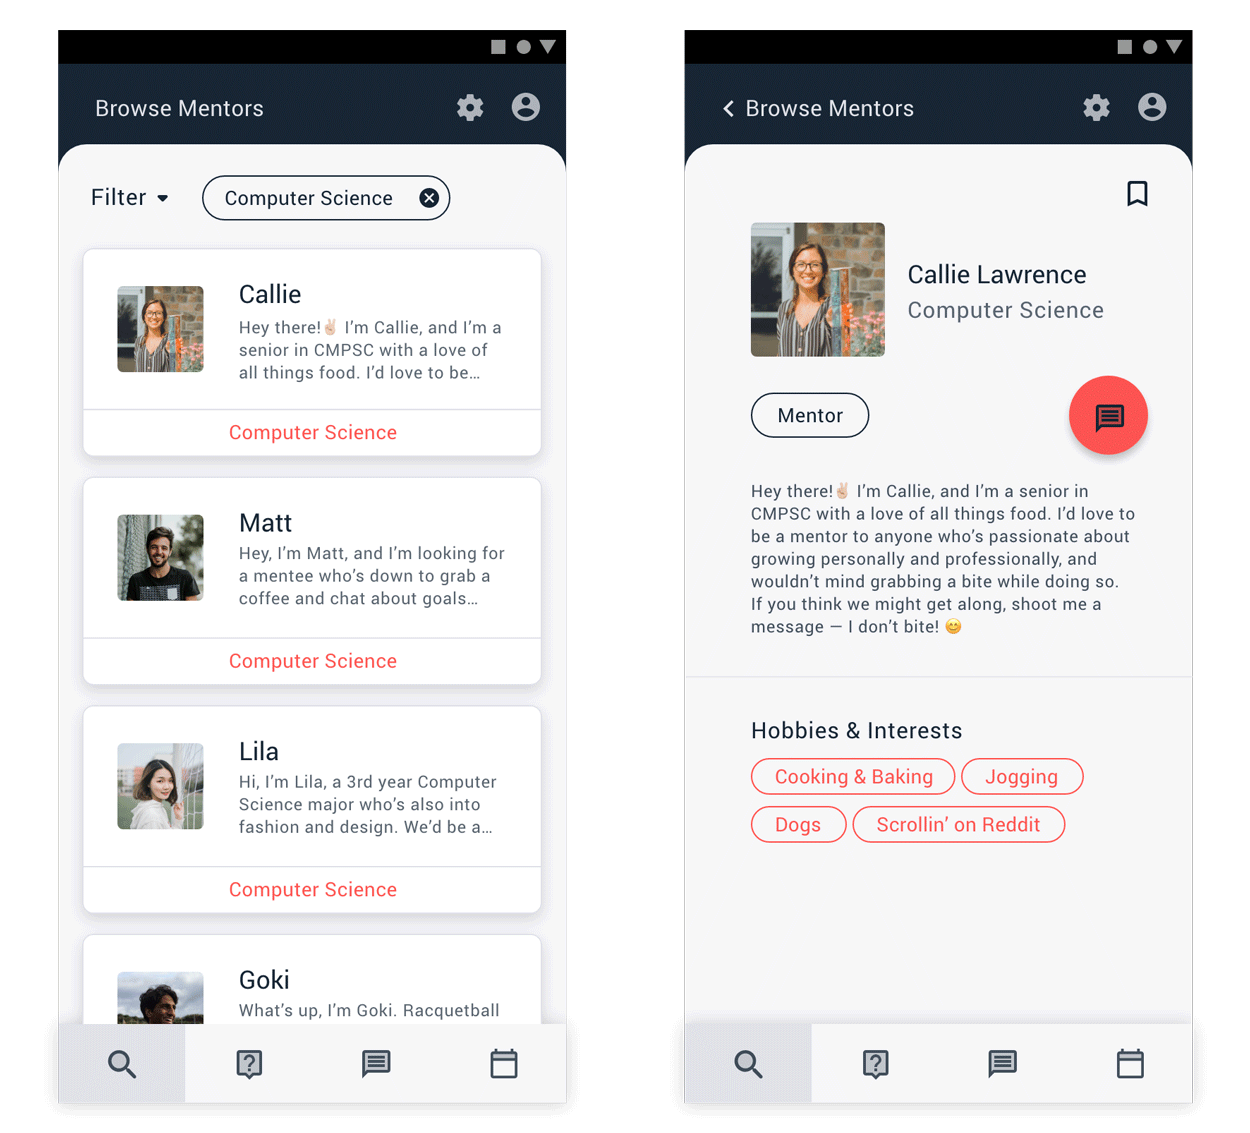 Browse Mentors
Filter
Computer Science
Callie
Hey there!✌🏻 I’m Callie, and I’m a
senior in CMPSC with a love of
all things food. I’d love to be…
Computer Science
Matt
Hey, I’m Matt, and I’m looking for
a mentee who’s down to grab a
coffee and chat about goals…
Computer Science
Lila
Hi, I’m Lila, a 3rd year Computer
Science major who’s also into
fashion and design. We’d be a…
Computer Science
Goki
What’s up, I’m Goki. Racquetball
Browse Mentors
Callie Lawrence
Computer Science
Mentor
Hey there!✌🏻 I’m Callie, and I’m a senior in
CMPSC with a love of all things food. I’d love to
be a mentor to anyone who’s passionate about
growing personally and professionally, and
wouldn’t mind grabbing a bite while doing so.
If you think we might get along, shoot me a
message — I don’t bite! 😊
Hobbies & Interests
Cooking & Baking
Jogging
Dogs
Scrollin’ on Reddit